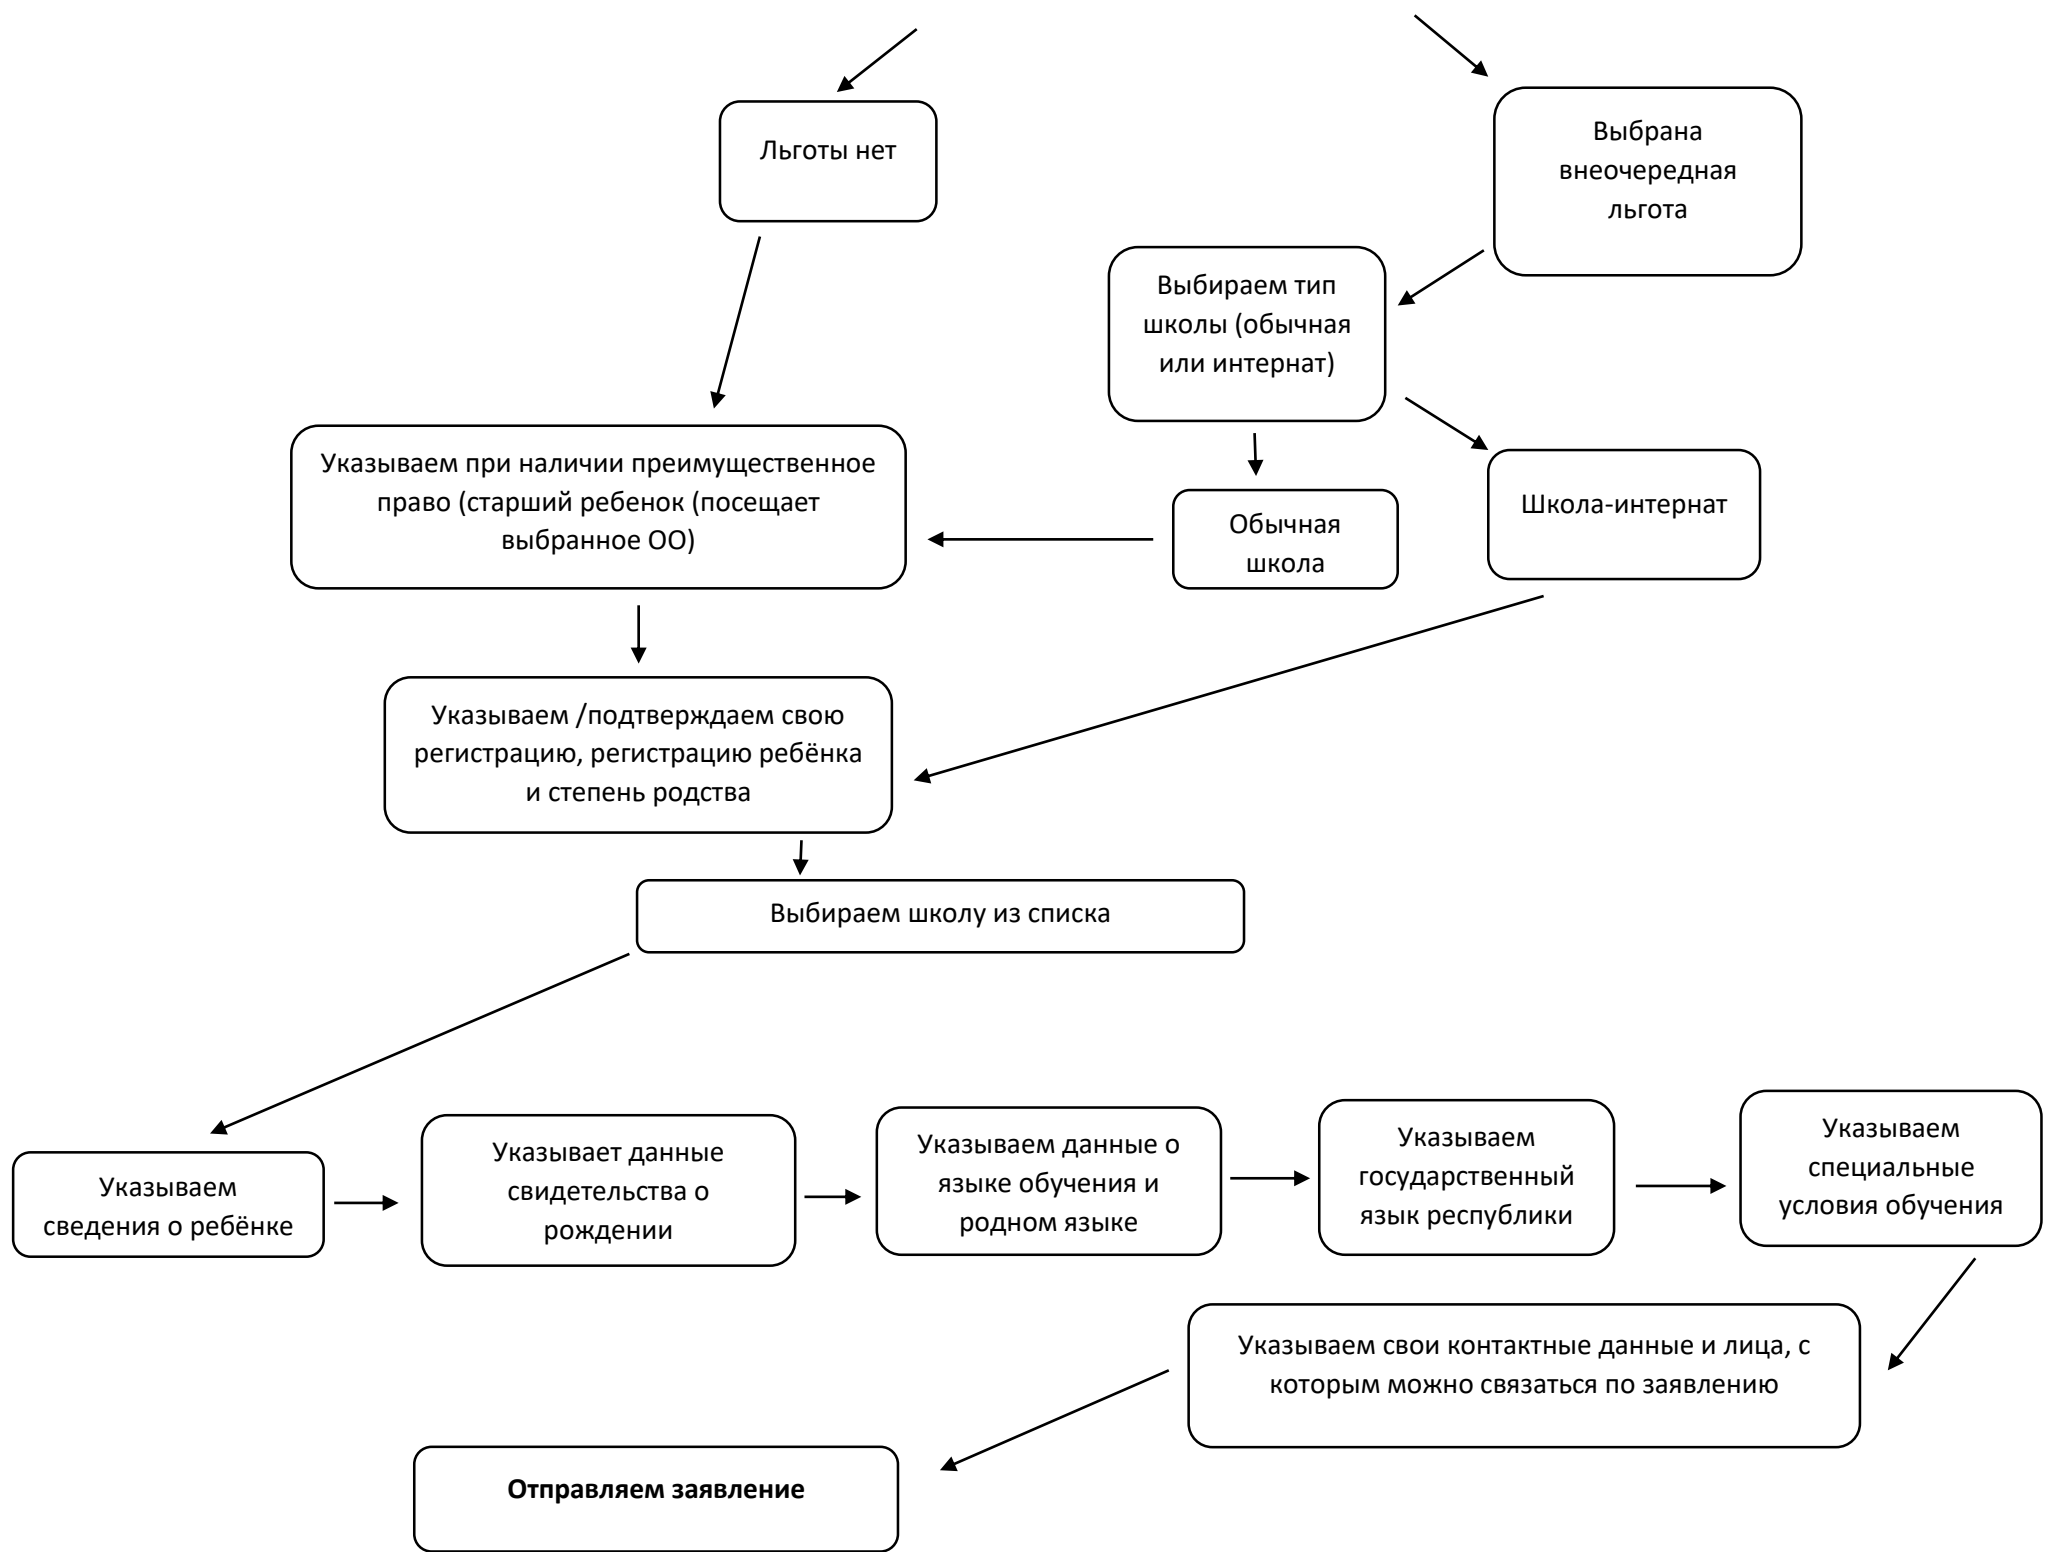 Льготы нет
Выбрана
внеочередная
льгота
Выбираем тип
школы (обычная
или интернат)
Указываем при наличии преимущественное
право (старший ребенок (посещает
выбранное ОО)
Обычная
школа
Школа-интернат
Указываем /подтверждаем свою
регистрацию, регистрацию ребёнка
и степень родства
Выбираем школу из списка
Указываем
сведения о ребёнке
Указывает данные
свидетельства о
рождении
Указываем данные о
языке обучения и
родном языке
Указываем
государственный
язык республики
Указываем
специальные
условия обучения
Указываем свои контактные данные и лица, с
которым можно связаться по заявлению
Отправляем заявление